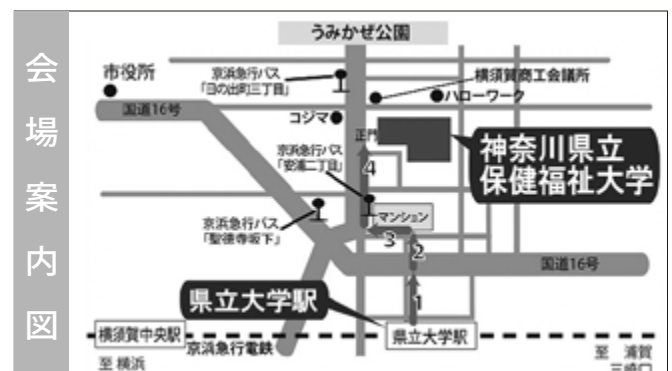 会場案内図
うみかぜ公園
市役所
京浜急行バス
「日の出町三丁目」
横須賀商工会議所
ハローワーク
国道16号
コジマ
正門
神奈川県立
保健福祉大学
京浜急行バス
「安浦二丁目」
4
マンション
京浜急行バス
「聖徳寺坂下」
3
2
国道16号
県立大学駅
1
横須賀中央駅
県立大学駅
京浜急行電鉄
至 横浜
至 浦賀
三崎口